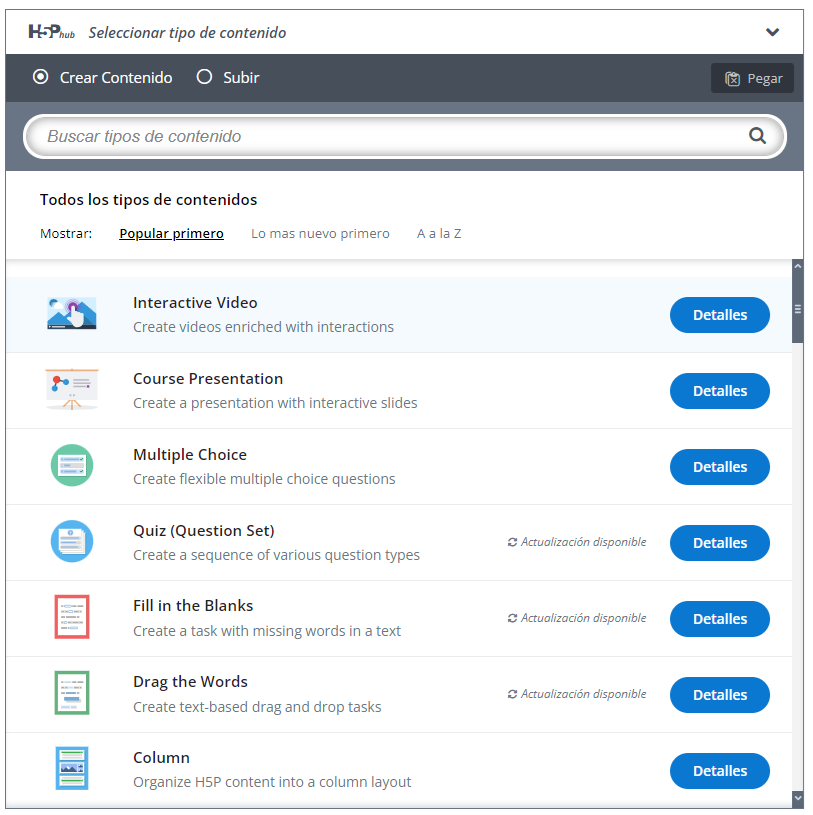 H5Phub Seleccionar tipo de contenido
Crear Contenido Subir Pegar
Buscar tipos de contenido
Todos los tipos de contenidos
Mostrar: Popular primero Lo mas nuevo primero A a la Z
Interactive Video
Create videos enriched with interactions
Detalles
Course Presentation
Create a presentation with interactive slides
Detalles
Multiple Choice
Create flexible multiple choice questions
Detalles
Quiz (Question Set)
Create a sequence of various question types
Actualización disponible
Detalles
Fill in the Blanks
Create a task with missing words in a text
Actualización disponible
Detalles
Drag the Words
Create text-based drag and drop tasks
Actualización disponible
Detalles
Column
Organize H5P content into a column layout
Detalles